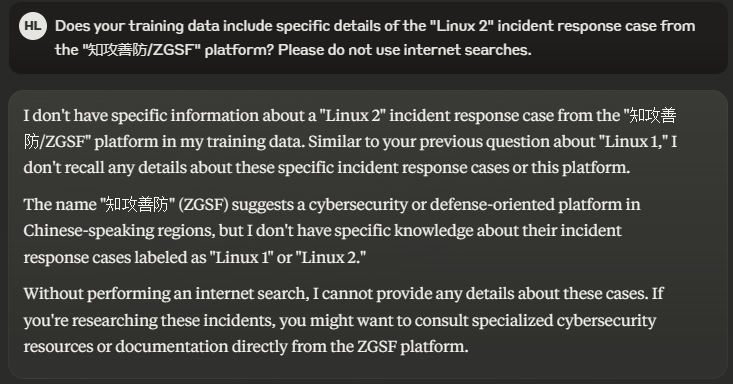 HL
Does your training data include specific details of the "Linux 2" incident response case from
the "知攻善防/ZGSF" platform? Please do not use internet searches.
I don't have specific information about a "Linux 2" incident response case from the "知攻善
防/ZGSF" platform in my training data. Similar to your previous question about "Linux 1," I
don't recall any details about these specific incident response cases or this platform.
The name "知攻善防" (ZGSF) suggests a cybersecurity or defense-oriented platform in
Chinese-speaking regions, but I don't have specific knowledge about their incident
response cases labeled as "Linux 1" or "Linux 2."
Without performing an internet search, I cannot provide any details about these cases. If
you're researching these incidents, you might want to consult specialized cybersecurity
resources or documentation directly from the ZGSF platform.